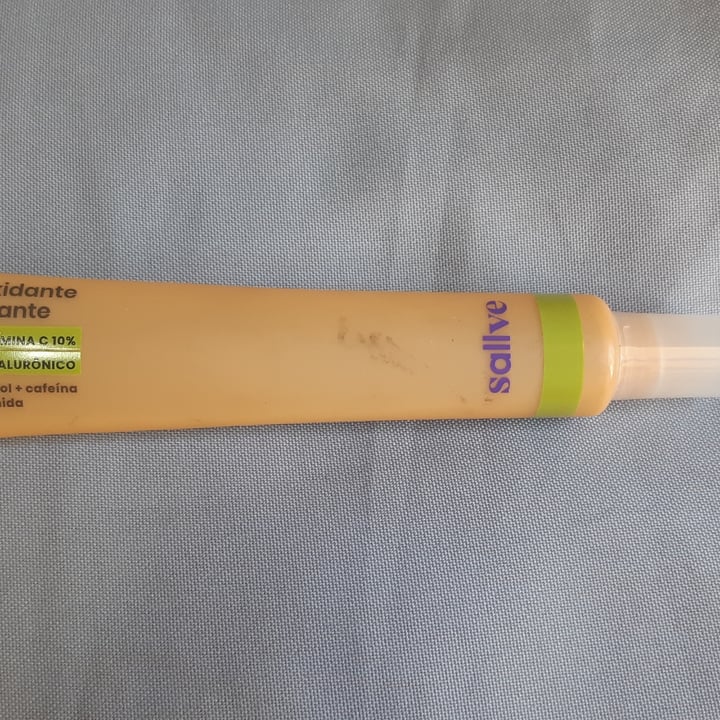 xidante
ante
MINA C 10%
ALURÔNICO
ol + cafeína
ida
sallve